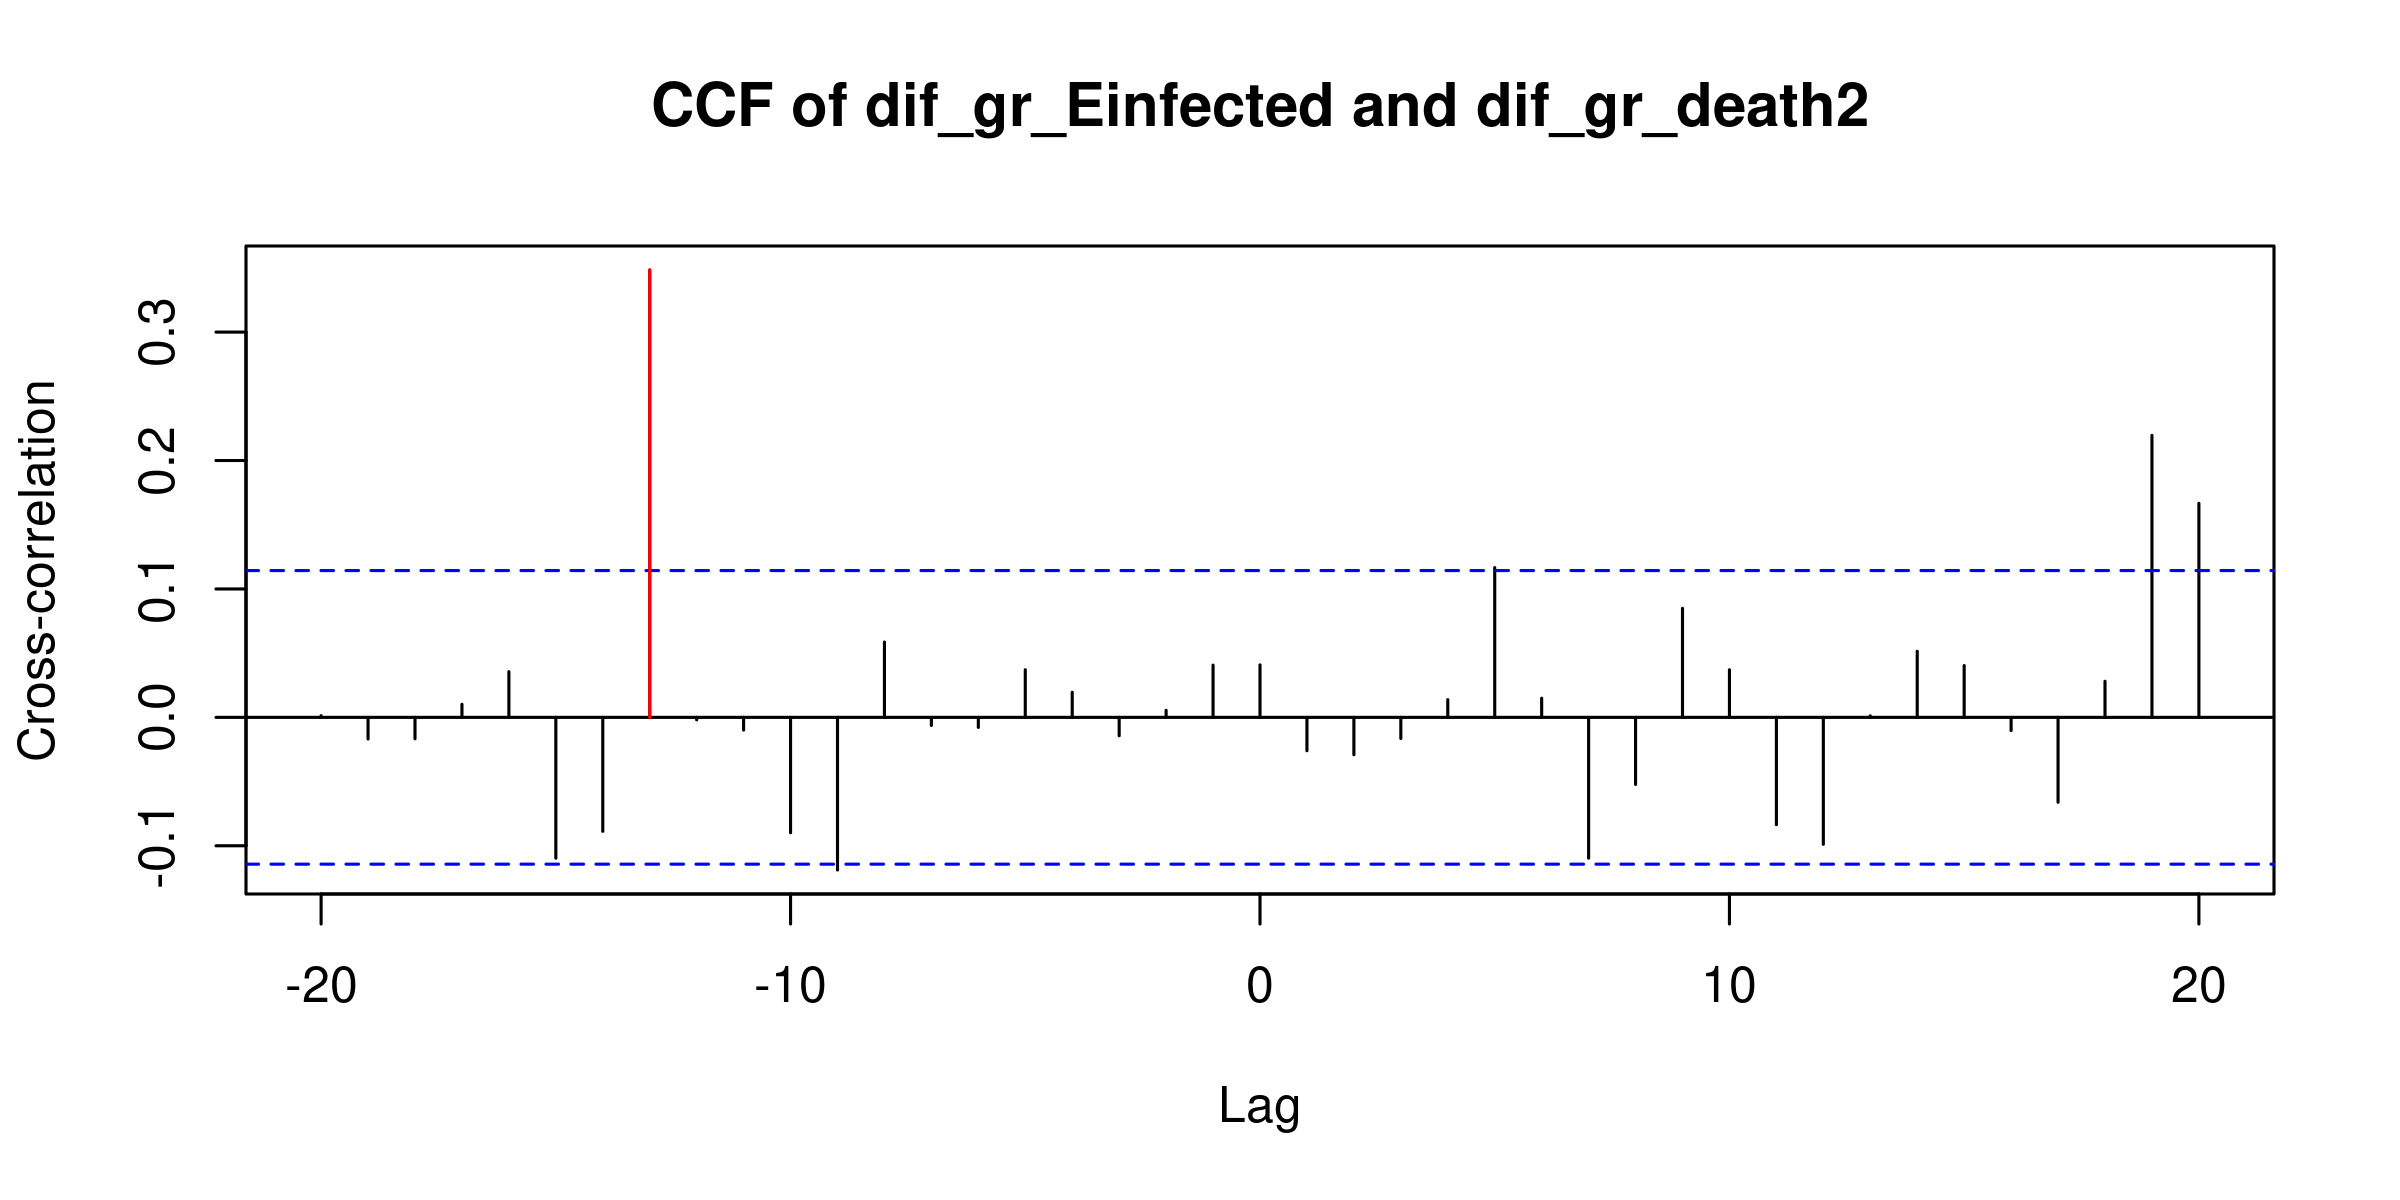 CCF of dif_gr_Einfected and dif_gr_death2
Cross-correlation
0.3
0.2
0.1
0.0
-0.1
-20 -10 0 10 20
Lag